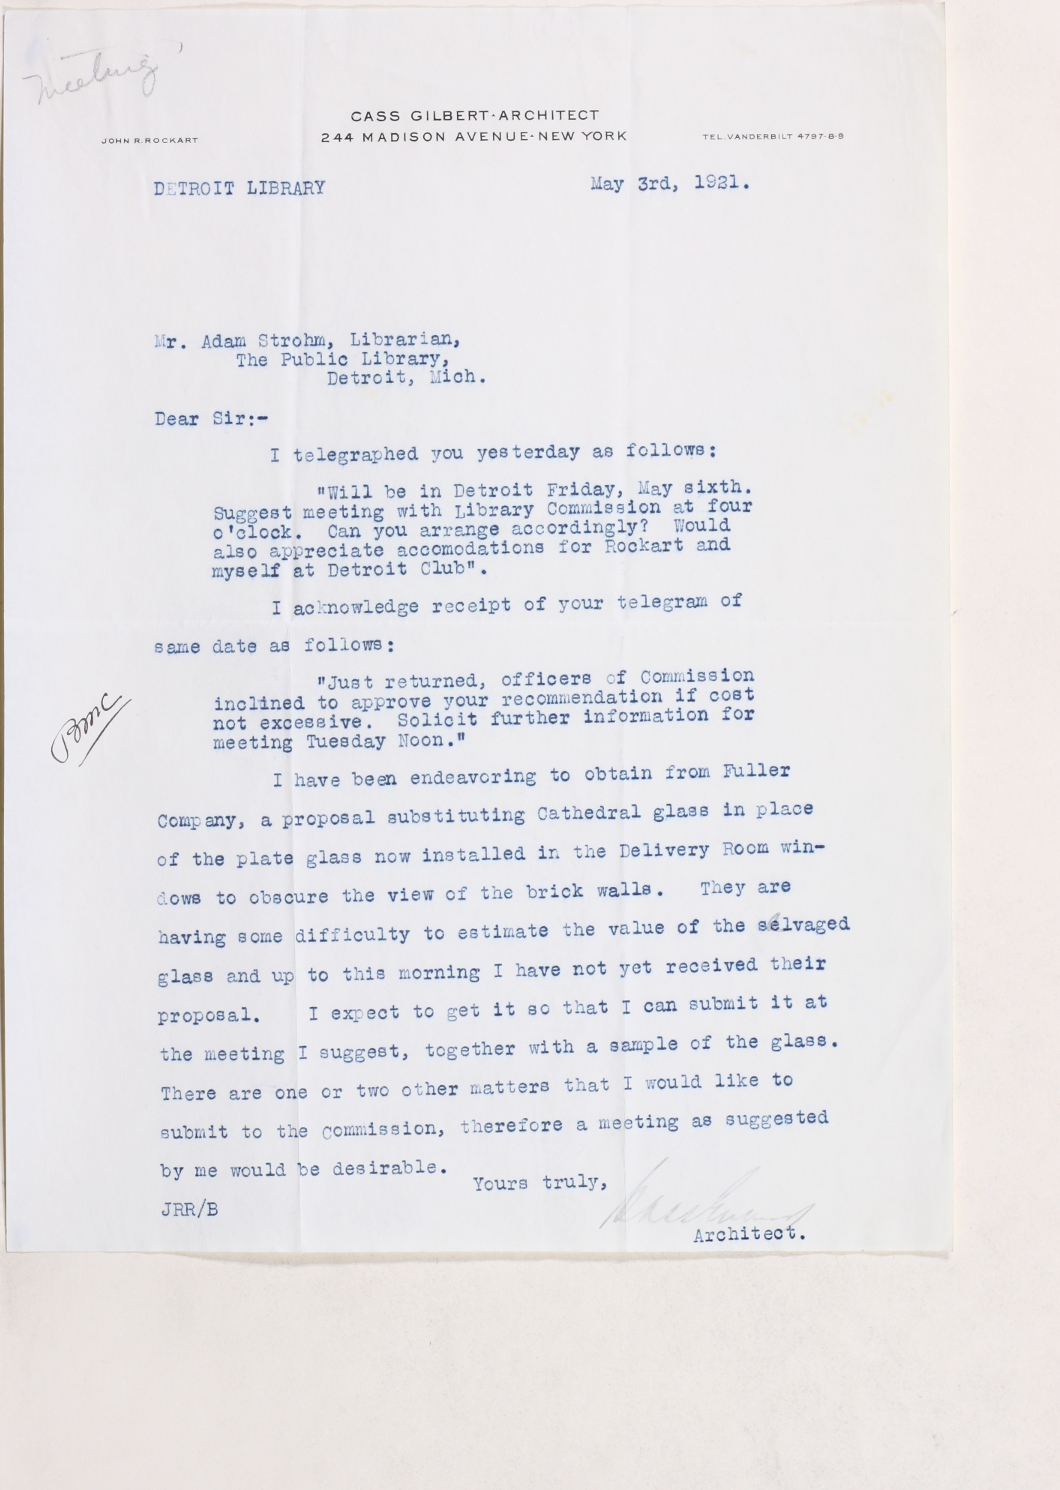 Meeting
CASS GILBERT·ARCHITECT
JOHN R. ROCKART 244 MADISON AVENUE·NEW YORK TEL. VANDERBILT 4797-8-9
DETROIT LIBRARY May 3rd, 1921.
Mr. Adam Strohm, Librarian,
The Public Library,
Detroit, Mich.
Dear Sir:-
I telegraphed you yesterday as follows:
"Will be in Detroit Friday, May sixth.
Suggest meeting with Library Commission at four
o'clock. Can you arrange accordingly? Would
also appreciate accomodations for Rockart and
myself at Detroit Club".
I acknowledge receipt of your telegram of
same date as follows:
"Just returned, officers of Commission
inclined to approve your recommendation if cost
not excessive. Solicit further information for
meeting Tuesday Noon."
I have been endeavoring to obtain from Fuller
Company, a proposal substituting Cathedral glass in place
of the plate glass now installed in the Delivery Room win-
dows to obscure the view of the brick walls. They are
having some difficulty to estimate the value of the selvaged
glass and up to this morning I have not yet received their
proposal. I expect to get it so that I can submit it at
the meeting I suggest, together with a sample of the glass.
There are one or two other matters that I would like to
submit to the commission, therefore a meeting as suggested
by me would be desirable.
Yours truly,
JRR/B
Architect.